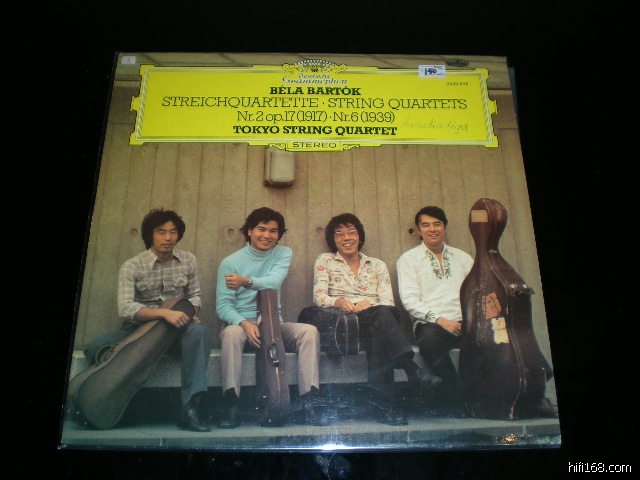 Deutsche
Grammophon
BÉLA BARTÓK
STREICHQUARTETTE · STRING QUARTETS
Nr. 2 op. 17 (1917) · Nr. 6 (1939)
TOKYO STRING QUARTET
STEREO
hifi168.com